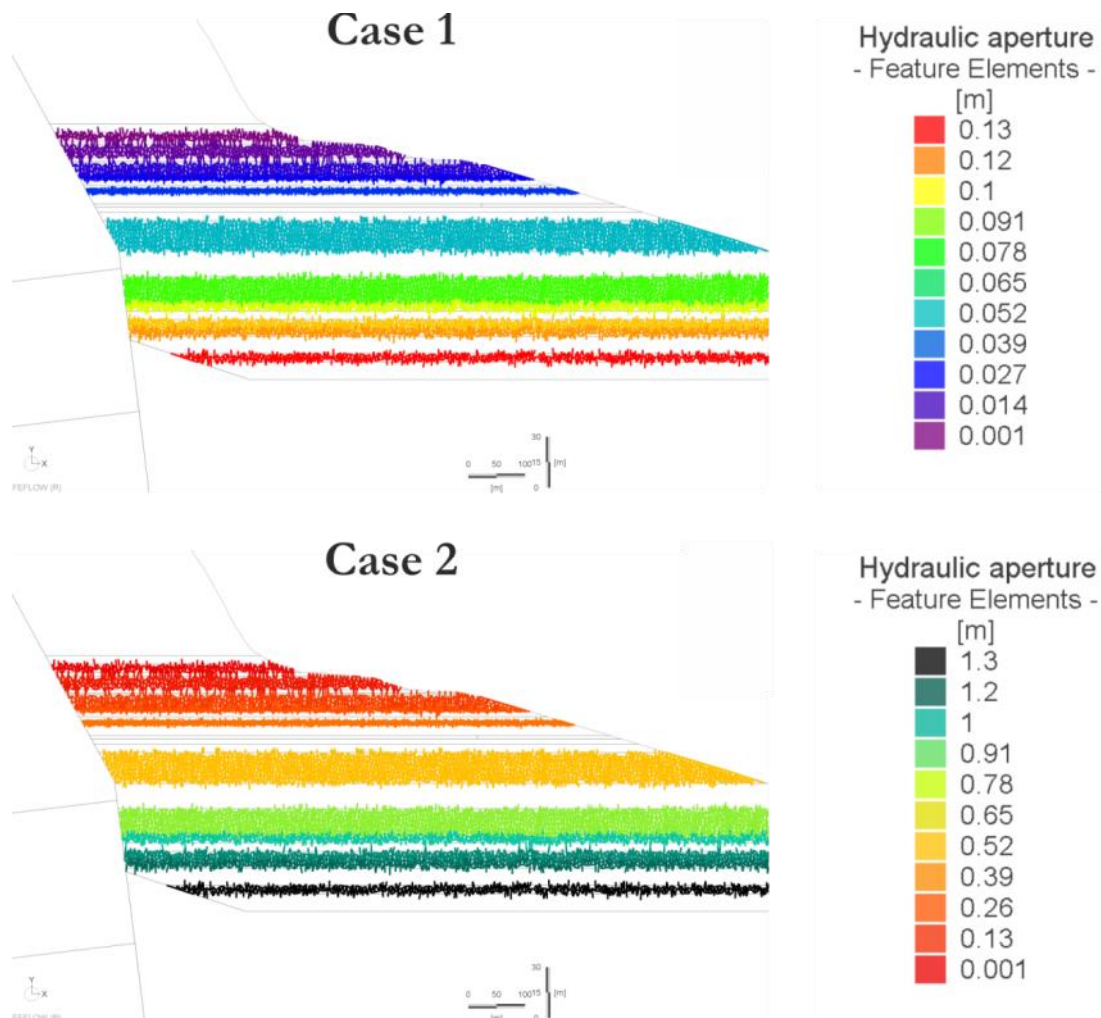 Case 1
Hydraulic aperture
- Feature Elements -
[m]
0.13
0.12
0.1
0.091
0.078
0.065
0.052
0.039
0.027
0.014
0.001
Y
X
FEFLOW (R)
0 50 100
[m]
30
15
0
[m]
Case 2
Hydraulic aperture
- Feature Elements -
[m]
1.3
1.2
1
0.91
0.78
0.65
0.52
0.39
0.26
0.13
0.001
Y
X
FEFLOW (R)
0 50 100
[m]
30
15
0
[m]